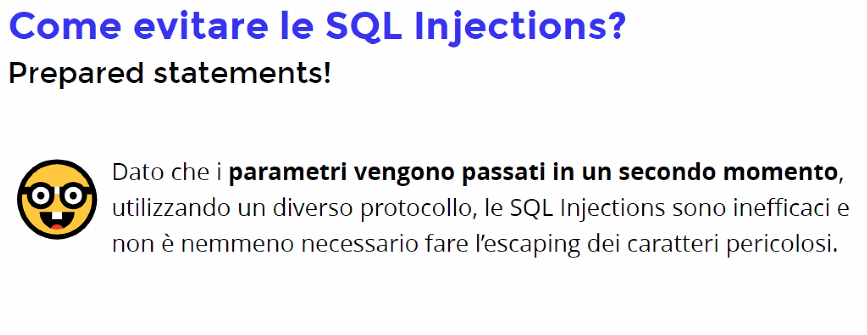 Come evitare le SQL Injections?
Prepared statements!
Dato che i parametri vengono passati in un secondo momento,
utilizzando un diverso protocollo, le SQL Injections sono inefficaci e
non è nemmeno necessario fare l'escaping dei caratteri pericolosi.